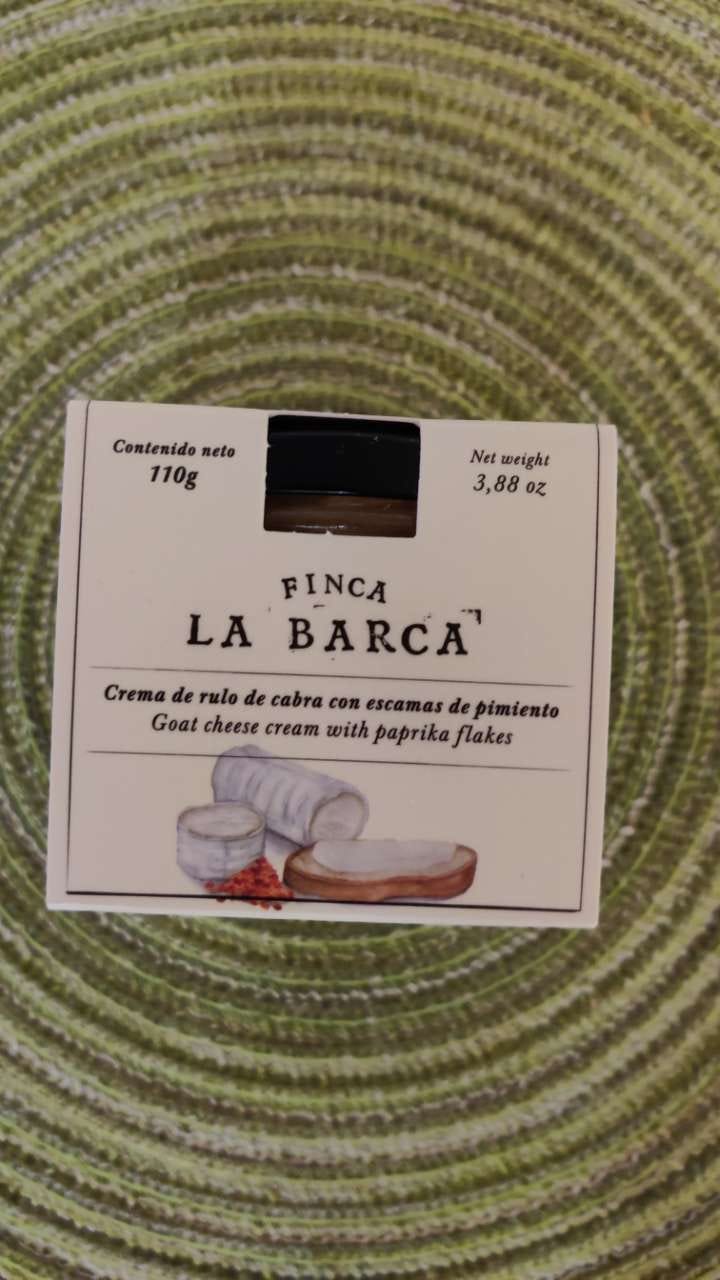 Contenido neto
110g
Net weight
3,88 oz
FINCA
LA BARCA
Crema de rulo de cabra con escamas de pimiento
Goat cheese cream with paprika flakes